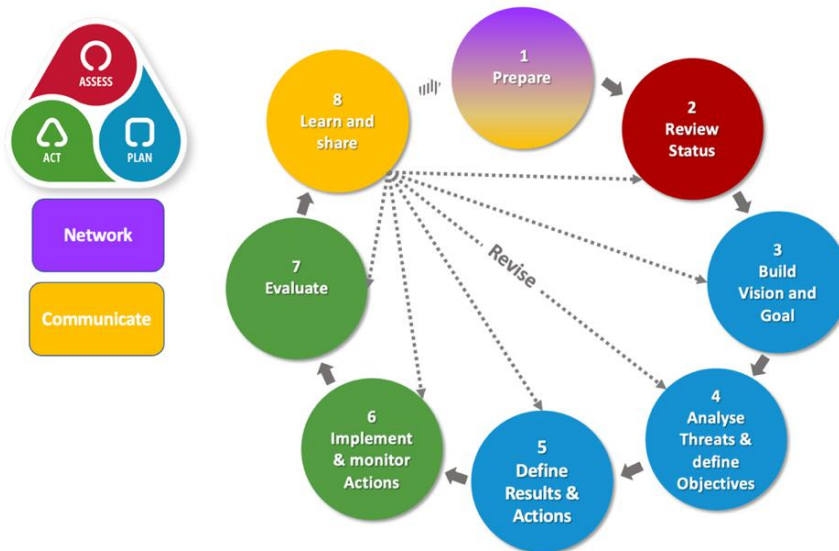 ASSESS
ACT
PLAN
Network
Communicate
1
Prepare
2
Review
Status
3
Build
Vision and
Goal
4
Analyse
Threats &
define
Objectives
5
Define
Results &
Actions
6
Implement
& monitor
Actions
7
Evaluate
8
Learn and
share
Revise